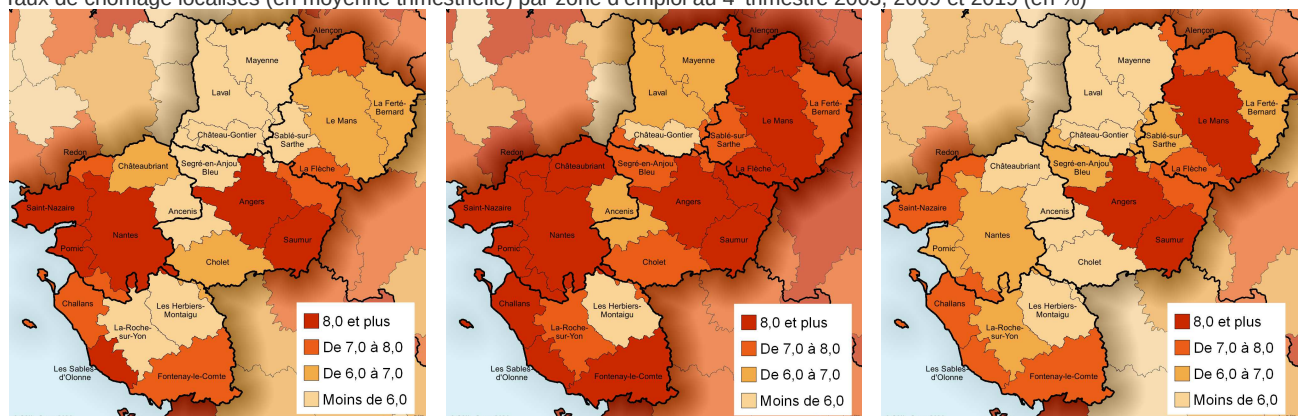 taux de chômage localisés (en moyenne trimestrielle) par zone d'emploi au 4ᵉ trimestre 2003, 2009 et 2019 (en %)
Alençon
Mayenne
Laval
Le Mans
La Ferté-
Bernard
Château-Gontier
Sablé-sur-
Sarthe
Redon
Châteaubriant
Segré-en-Anjou
Bleu
La Flèche
Saint-Nazaire
Ancenis
Angers
Nantes
Saumur
Pornic
Cholet
Challans
Les Herbiers-
Montaigu
La-Roche-
sur-Yon
Les Sables-
d'Olonne
Fontenay-le-Comte
8,0 et plus
De 7,0 à 8,0
De 6,0 à 7,0
Moins de 6,0
Alençon
Mayenne
Laval
Le Mans
La Ferté-
Bernard
Château-Gontier
Sablé-sur-
Sarthe
Redon
Châteaubriant
Segré-en-Anjou
Bleu
La Flèche
Saint-Nazaire
Ancenis
Angers
Nantes
Saumur
Pornic
Cholet
Challans
Les Herbiers-
Montaigu
La-Roche-
sur-Yon
Les Sables-
d'Olonne
Fontenay-le-Comte
8,0 et plus
De 7,0 à 8,0
De 6,0 à 7,0
Moins de 6,0
Alençon
Mayenne
Laval
Le Mans
La Ferté-
Bernard
Château-Gontier
Sablé-sur-
Sarthe
Redon
Châteaubriant
Segré-en-Anjou
Bleu
La Flèche
Saint-Nazaire
Ancenis
Angers
Nantes
Saumur
Pornic
Cholet
Challans
Les Herbiers-
Montaigu
La-Roche-
sur-Yon
Les Sables-
d'Olonne
Fontenay-le-Comte
8,0 et plus
De 7,0 à 8,0
De 6,0 à 7,0
Moins de 6,0